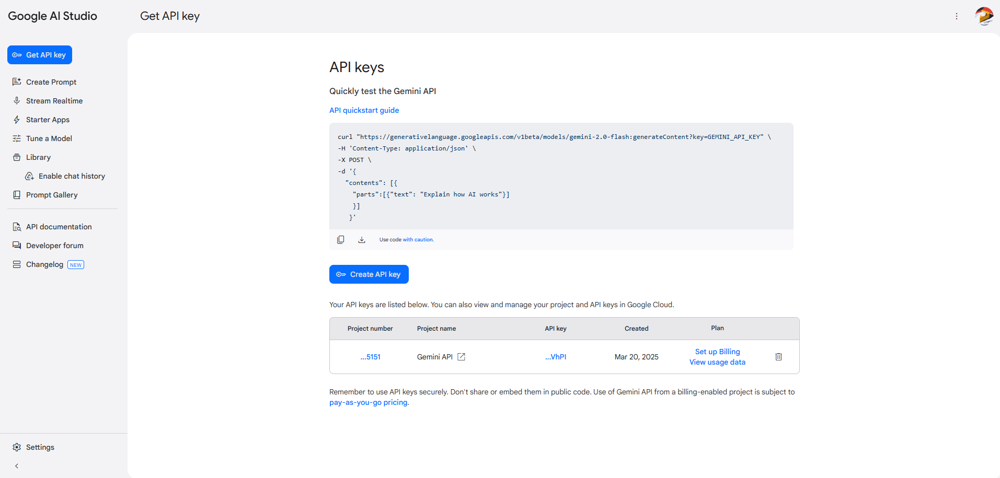 Google AI Studio
Get API key
Get API key
Create Prompt
Stream Realtime
Starter Apps
Tune a Model
Library
Enable chat history
Prompt Gallery
API documentation
Developer forum
Changelog NEW
Settings
API keys
Quickly test the Gemini API
API quickstart guide
curl "https://generativelanguage.googleapis.com/v1beta/models/gemini-2.0-flash:generateContent?key=GEMINI_API_KEY" \
-H 'Content-Type: application/json' \
-X POST \
-d '{
"contents": [{
"parts":[{"text": "Explain how AI works"}]
}]
}'
Use code with caution.
Create API key
Your API keys are listed below. You can also view and manage your project and API keys in Google Cloud.
Project number Project name API key Created Plan
...5151 Gemini API ...VhPI Mar 20, 2025 Set up Billing
View usage data
Remember to use API keys securely. Don't share or embed them in public code. Use of Gemini API from a billing-enabled project is subject to
pay-as-you-go pricing.